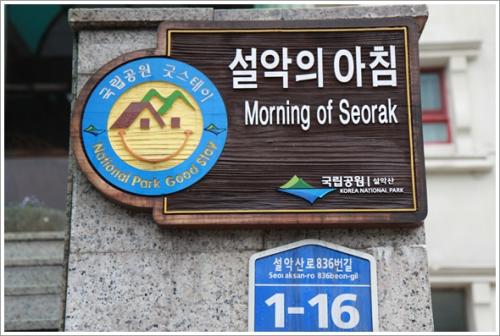 국립공원 굿스테이
National Park Good Stay
설악의 아침
Morning of Seorak
국립공원 | 설악산
KOREA NATIONAL PARK
설악산로836번길
Seoraksan-ro 836beon-gil
1-16